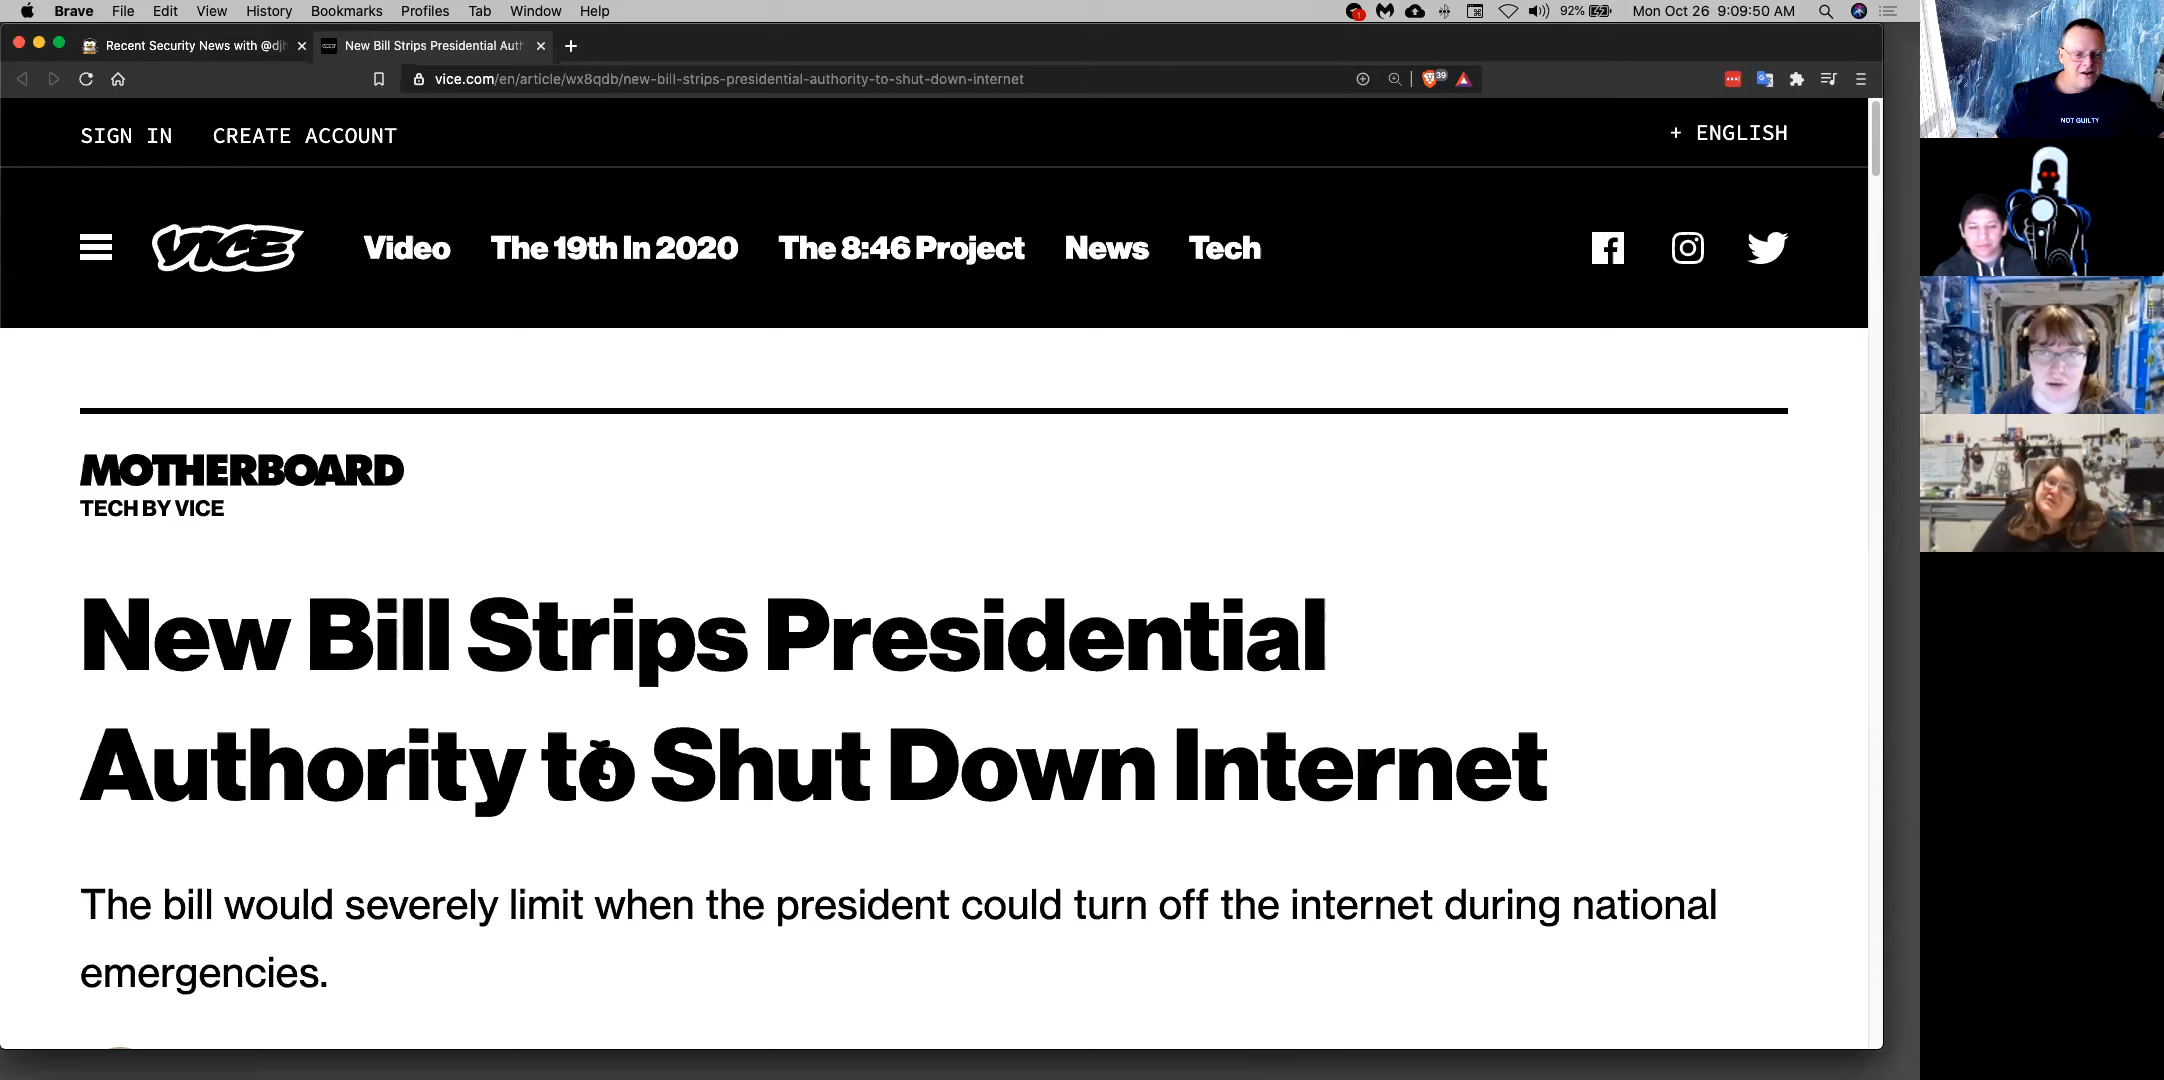 Brave File Edit View History Bookmarks Profiles Tab Window Help
92% Mon Oct 26 9:09:50 AM
Recent Security News with @djh
New Bill Strips Presidential Auth
vice.com/en/article/wx8qdb/new-bill-strips-presidential-authority-to-shut-down-internet
39
SIGN IN CREATE ACCOUNT
+ ENGLISH
VICE
Video The 19th In 2020 The 8:46 Project News Tech
MOTHERBOARD
TECH BY VICE
New Bill Strips Presidential
Authority to Shut Down Internet
The bill would severely limit when the president could turn off the internet during national
emergencies.
NOT GUILTY